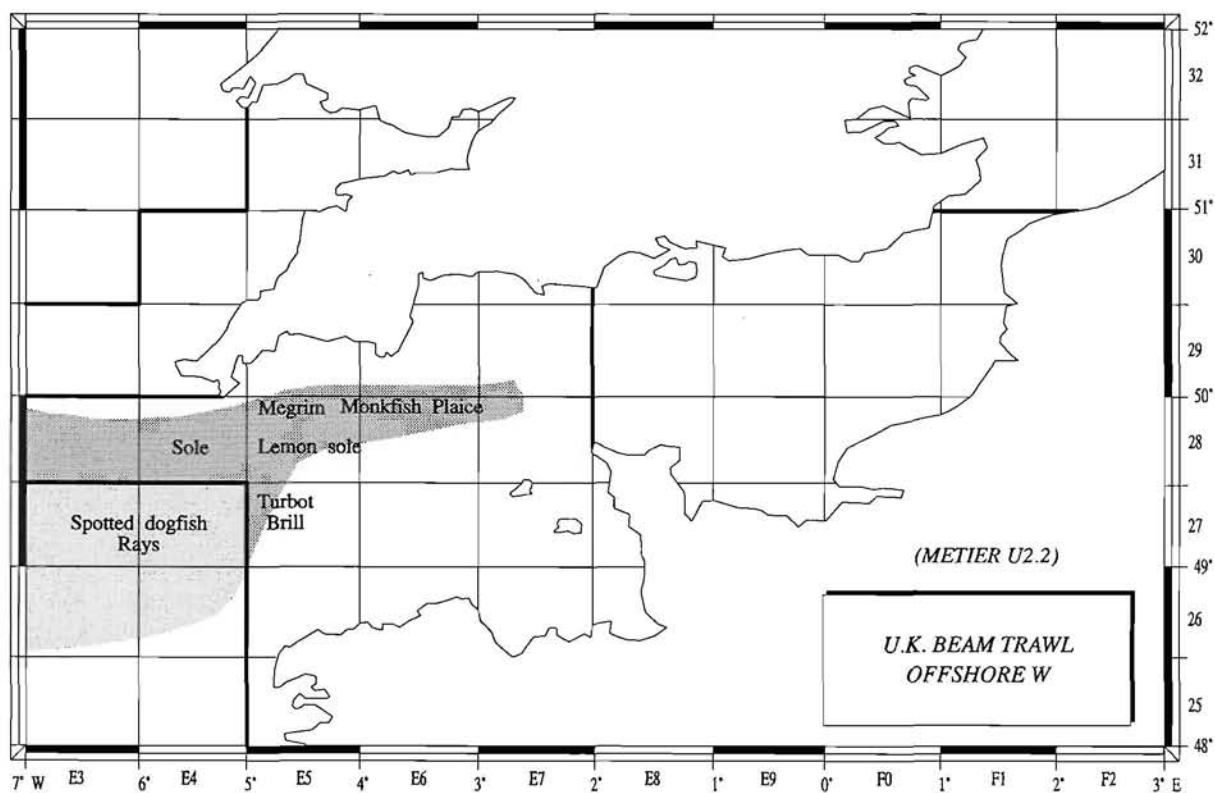 52°
32
31
51°
30
29
50°
Megrim Monkfish Plaice
Sole Lemon sole
28
Turbot
Brill
Spotted dogfish
Rays
27
(METIER U2.2)
49°
26
U.K. BEAM TRAWL
OFFSHORE W
25
48°
7° W E3 6° E4 5° E5 4° E6 3° E7 2° E8 1° E9 0° F0 1° F1 2° F2 3° E